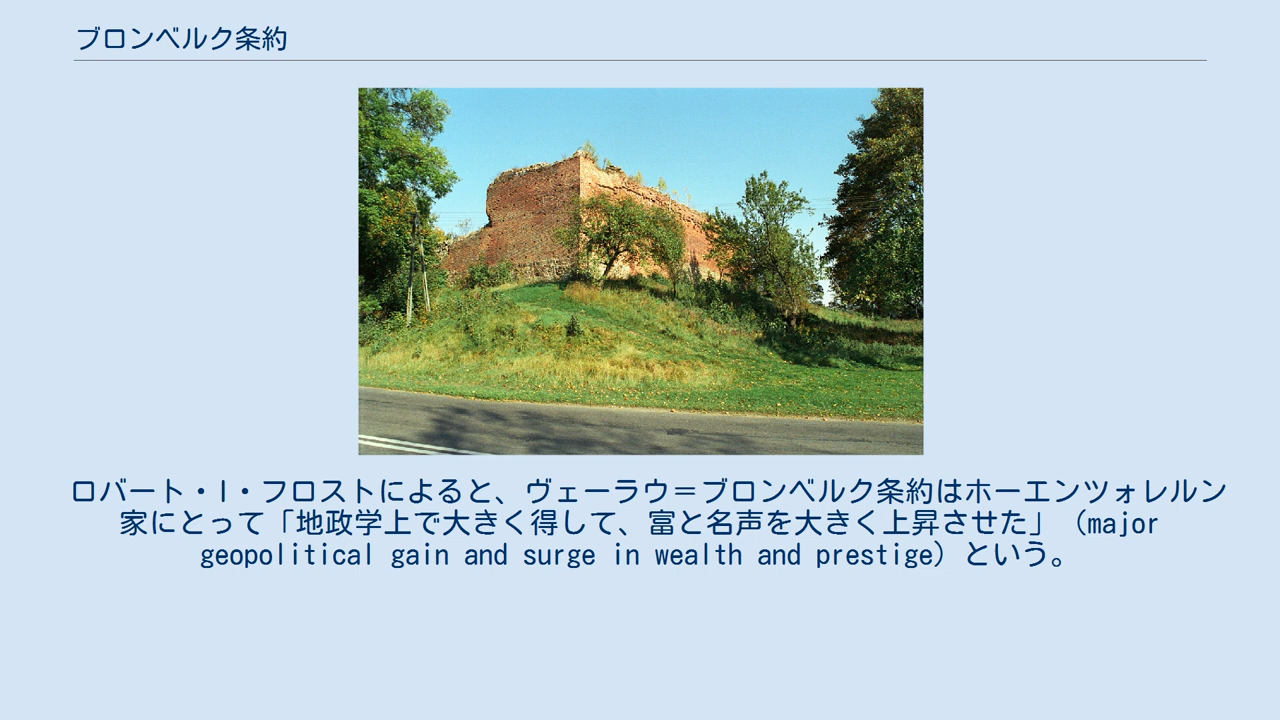 ブロンベルク条約
ロバート・I・フロストによると、ヴェーラウ＝ブロンベルク条約はホーエンツォレルン
家にとって「地政学上で大きく得して、富と名声を大きく上昇させた」（major
geopolitical gain and surge in wealth and prestige）という。